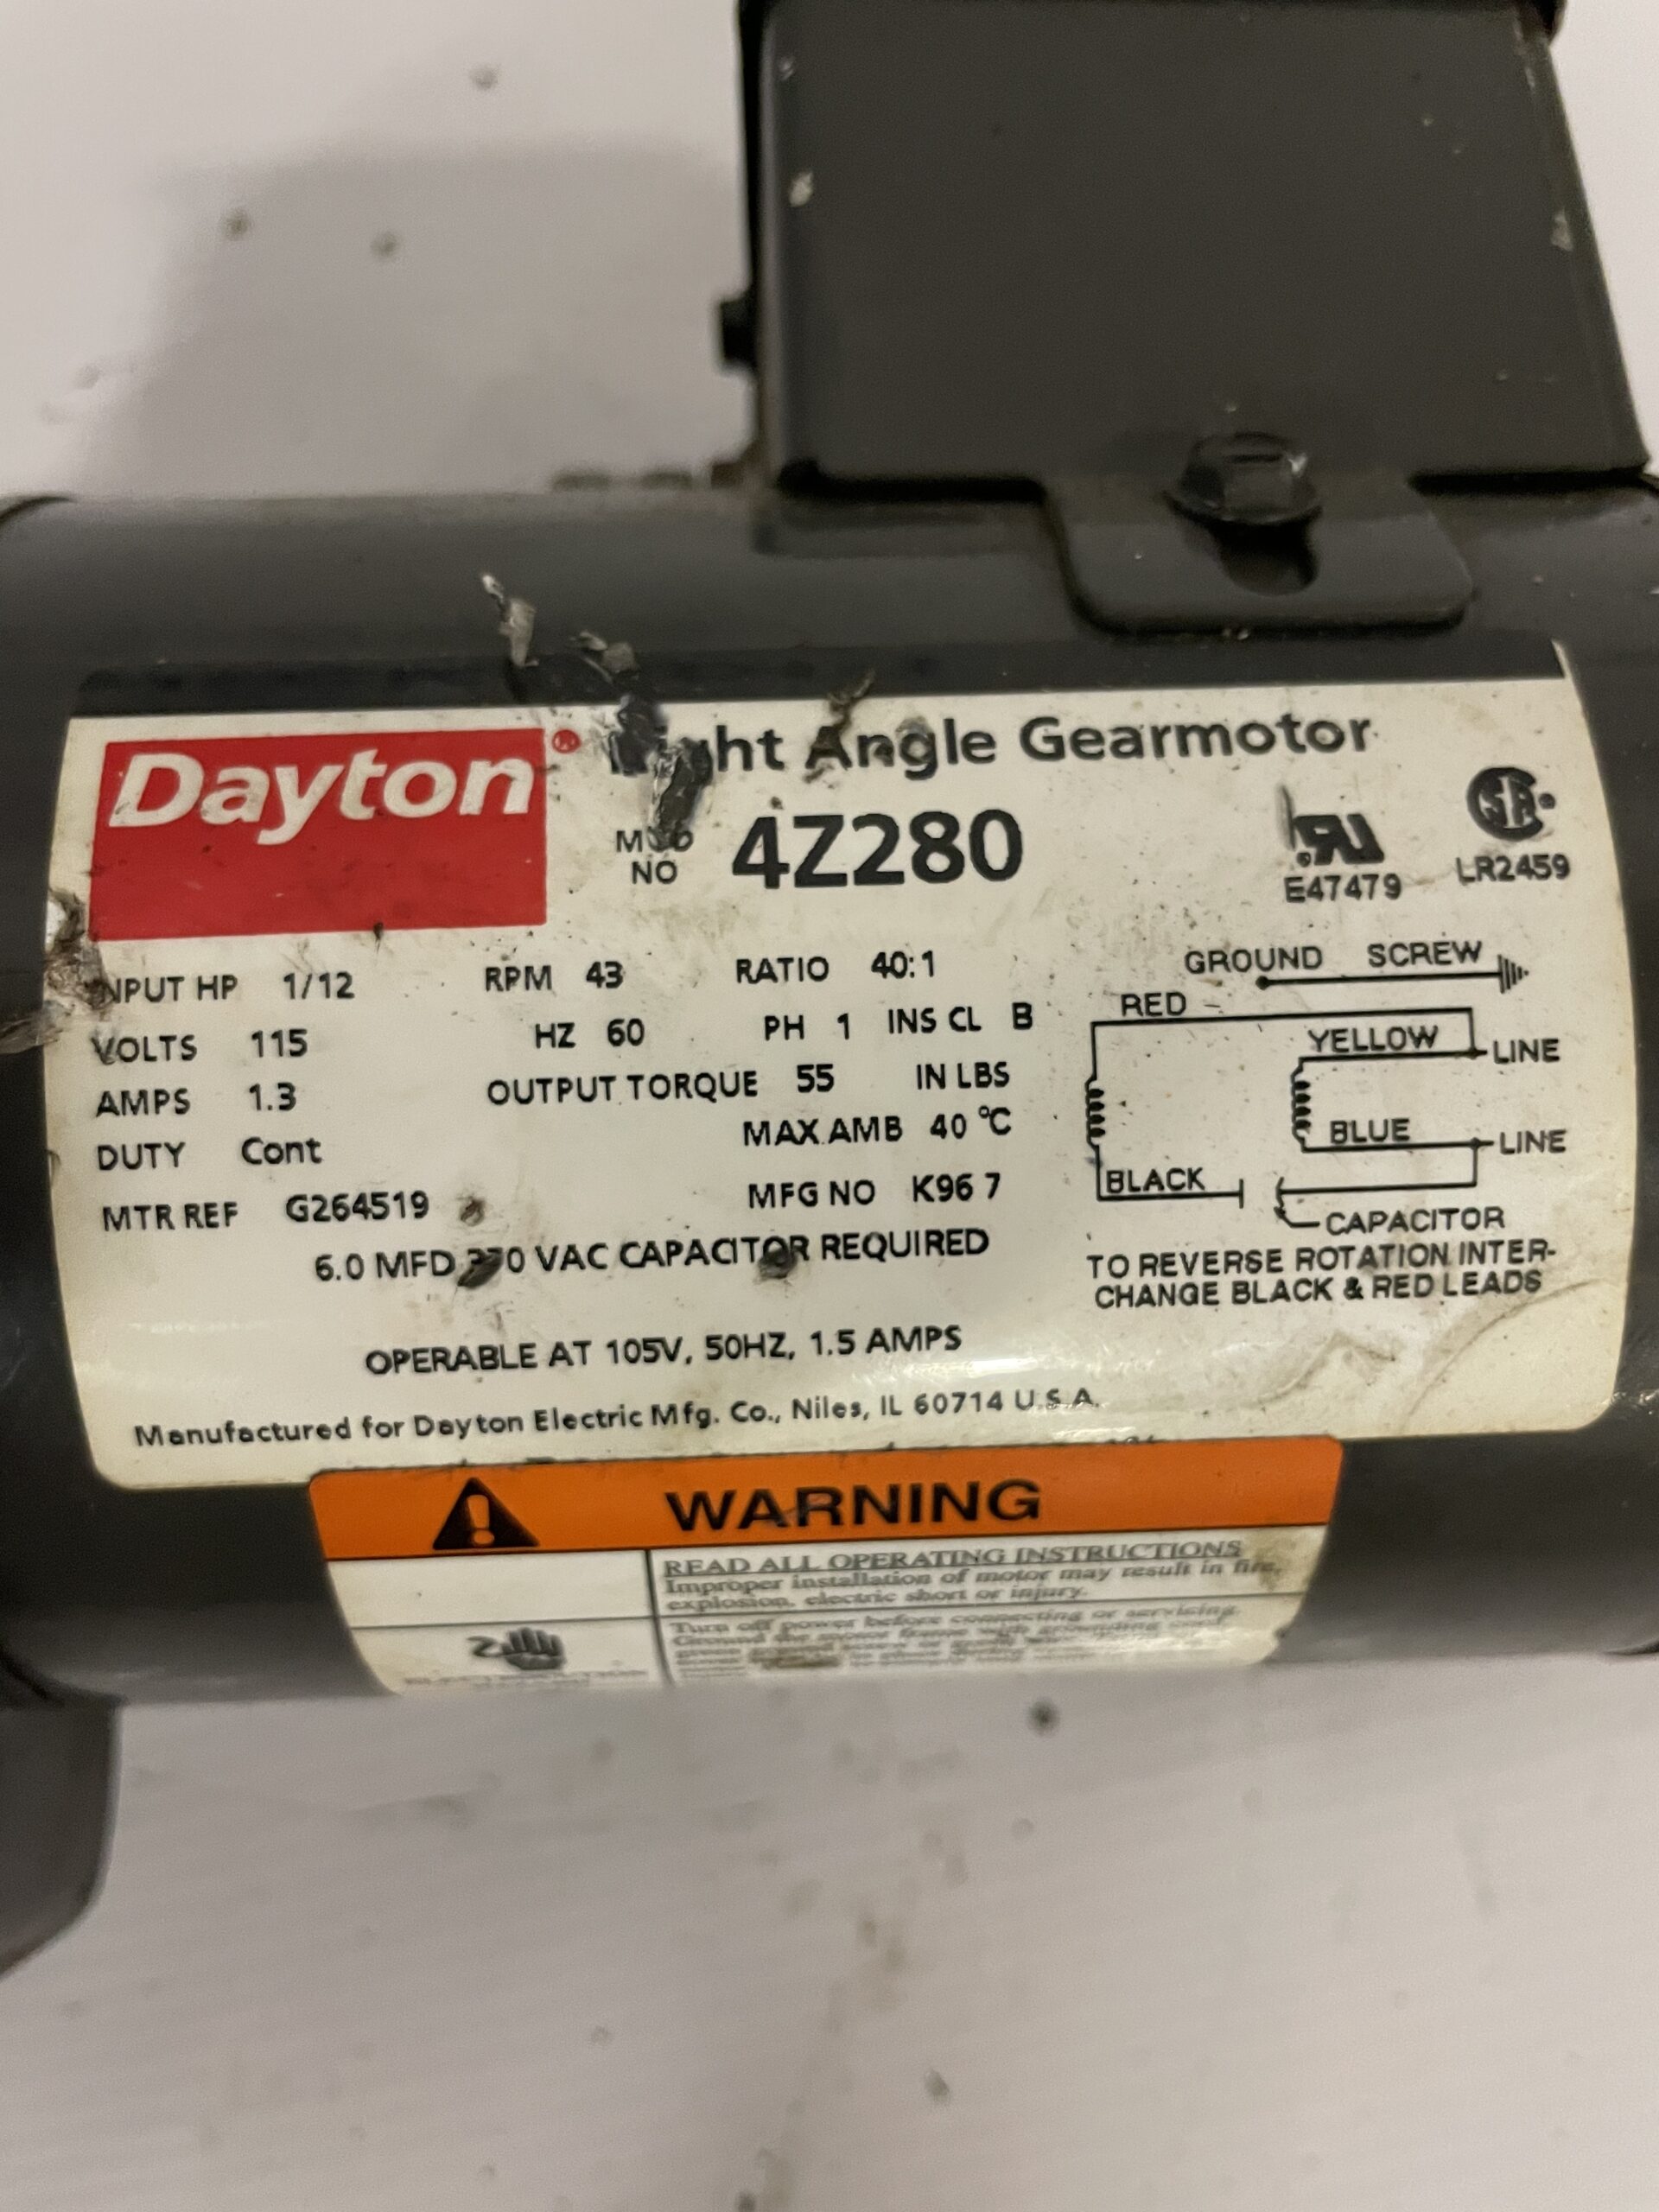 Dayton® Right Angle Gearmotor
MOD
NO 4Z280
E47479
LR2459
INPUT HP 1/12 RPM 43 RATIO 40:1
VOLTS 115 HZ 60 PH 1 INS CL B
AMPS 1.3 OUTPUT TORQUE 55 IN LBS
DUTY Cont MAX AMB 40 °C
MTR REF G264519 MFG NO K96 7
6.0 MFD 370 VAC CAPACITOR REQUIRED
OPERABLE AT 105V, 50HZ, 1.5 AMPS
Manufactured for Dayton Electric Mfg. Co., Niles, IL 60714 U.S.A.
GROUND SCREW
RED
YELLOW LINE
BLUE LINE
BLACK
CAPACITOR
TO REVERSE ROTATION INTER-
CHANGE BLACK & RED LEADS
WARNING
READ ALL OPERATING INSTRUCTIONS
Improper installation of motor may result in fire,
explosion, electric short or injury.
Turn off power before connecting or servicing.